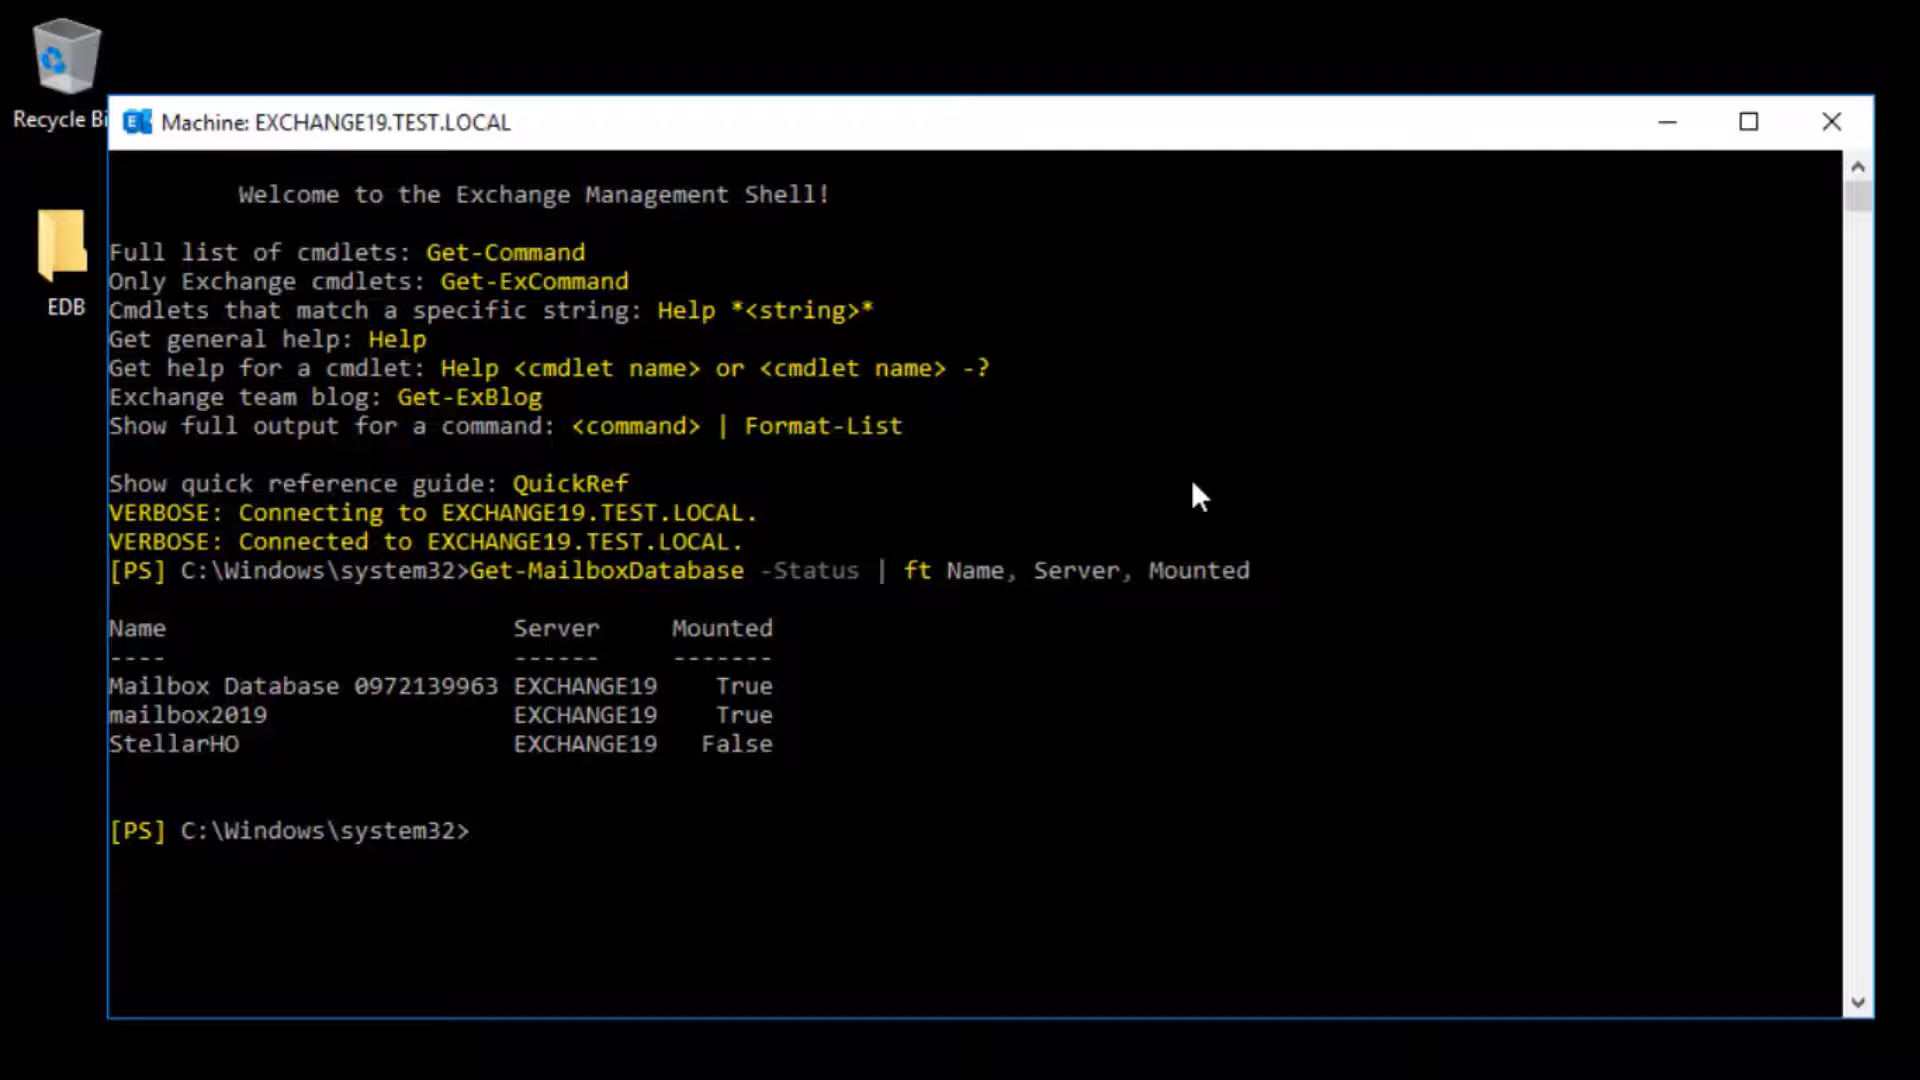 Recycle Bi
EDB
Machine: EXCHANGE19.TEST.LOCAL
Welcome to the Exchange Management Shell!
Full list of cmdlets: Get-Command
Only Exchange cmdlets: Get-ExCommand
Cmdlets that match a specific string: Help *<string>*
Get general help: Help
Get help for a cmdlet: Help <cmdlet name> or <cmdlet name> -?
Exchange team blog: Get-ExBlog
Show full output for a command: <command> | Format-List
Show quick reference guide: QuickRef
VERBOSE: Connecting to EXCHANGE19.TEST.LOCAL.
VERBOSE: Connected to EXCHANGE19.TEST.LOCAL.
[PS] C:\Windows\system32>Get-MailboxDatabase -Status | ft Name, Server, Mounted
Name Server Mounted
---- ------ -------
Mailbox Database 0972139963 EXCHANGE19 True
mailbox2019 EXCHANGE19 True
StellarHO EXCHANGE19 False
[PS] C:\Windows\system32>